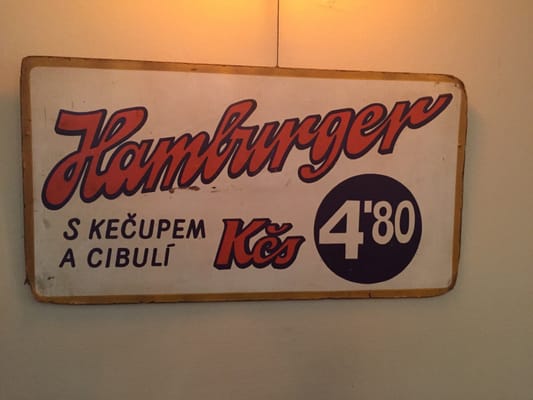 Hamburger
S KEČUPEM
A CIBULÍ
Kčs 4'80